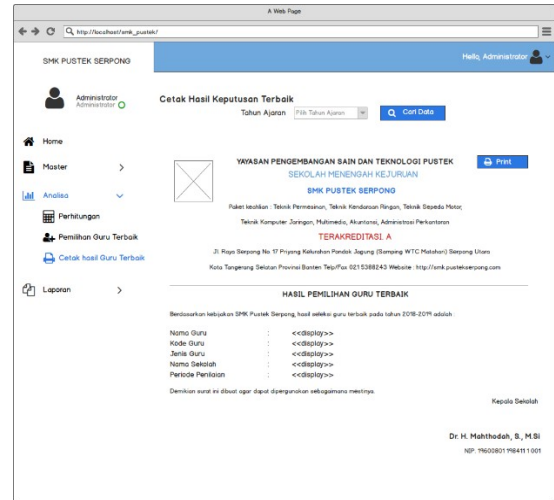 A Web Page
http://localhost/smk_pustek/
SMK PUSTEK SERPONG
Hello, Administrator
Administrator
Administrator
Home
Master
Analisa
Perhitungan
Pemilihan Guru Terbaik
Cetak hasil Guru Terbaik
Laporan
Cetak Hasil Keputusan Terbaik
Tahun Ajaran
Pilih Tahun Ajaran
Cari Data
Print
YAYASAN PENGEMBANGAN SAIN DAN TEKNOLOGI PUSTEK
SEKOLAH MENENGAH KEJURUAN
SMK PUSTEK SERPONG
Paket keahlian : Teknik Permesinan, Teknik Kendaraan Ringan, Teknik Sepeda Motor,
Teknik Komputer Jaringan, Multimedia, Akuntansi, Administrasi Perkantoran
TERAKREDITASI. A
Jl. Raya Serpong No. 17 Priyang Kelurahan Pondok Jagung (Samping WTC Matahari) Serpong Utara
Kota Tangerang Selatan Provinsi Banten Telp/Fax 021 5388243 Website : http://smk.pustekserpong.com
HASIL PEMILIHAN GURU TERBAIK
Berdasarkan kebijakan SMK Pustek Serpong, hasil seleksi guru terbaik pada tahun 2018-2019 adalah :
Nama Guru : <<display>>
Kode Guru : <<display>>
Jenis Guru : <<display>>
Nama Sekolah : <<display>>
Periode Penilaian : <<display>>
Demikian surat ini dibuat agar dapat dipergunakan sebagaimana mestinya.
Kepala Sekolah
Dr. H. Mahthodah, S., M.Si
NIP. 19600801 198411 1 001